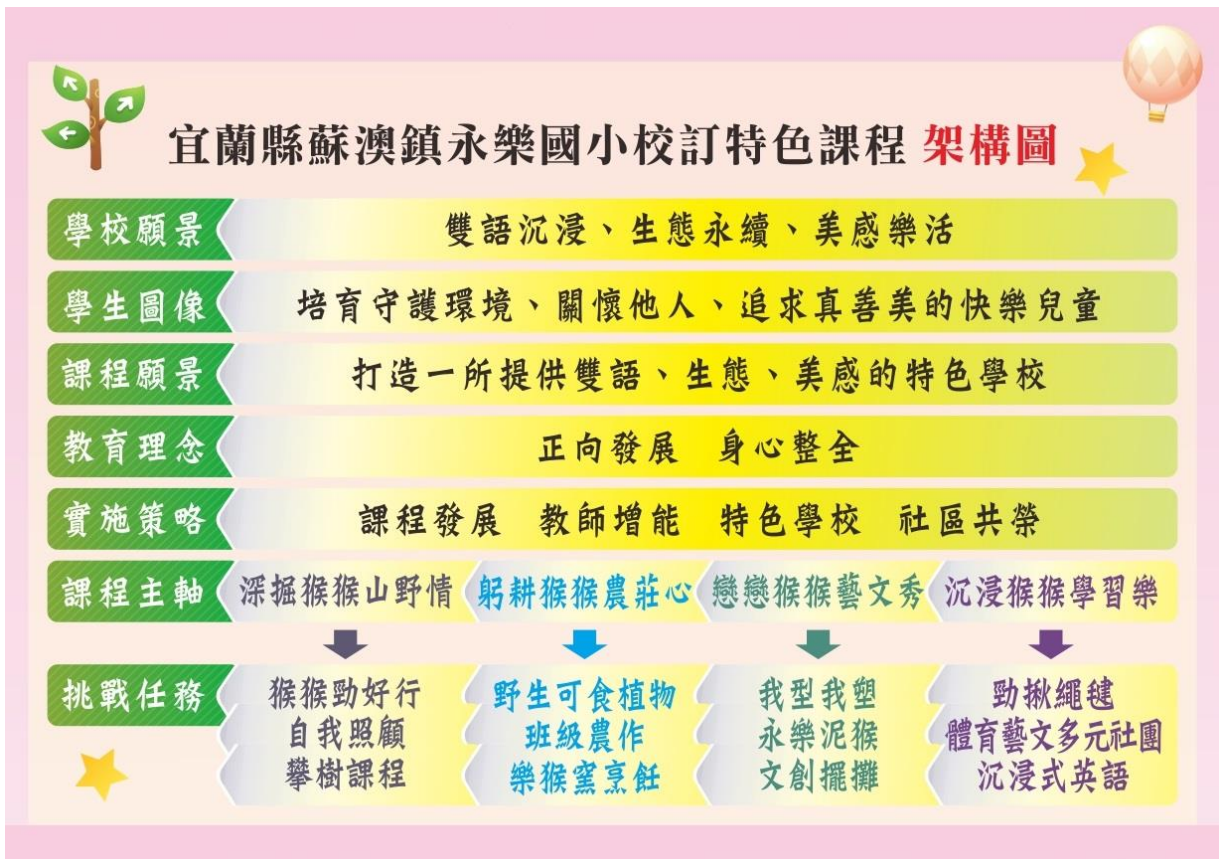 宜蘭縣蘇澳鎮永樂國小校訂特色課程 架構圖
學校願景 雙語沉浸、生態永續、美感樂活
學生圖像 培育守護環境、關懷他人、追求真善美的快樂兒童
課程願景 打造一所提供雙語、生態、美感的特色學校
教育理念 正向發展 身心整全
實施策略 課程發展 教師增能 特色學校 社區共榮
課程主軸 深掘猴猴山野情 躬耕猴猴農莊心 戀戀猴猴藝文秀 沉浸猴猴學習樂
挑戰任務 猴猴勁好行 野生可食植物 我型我塑 勁揪繩毽
自我照顧 班級農作 永樂泥猴 體育藝文多元社團
攀樹課程 樂猴窯烹飪 文創擺攤 沉浸式英語